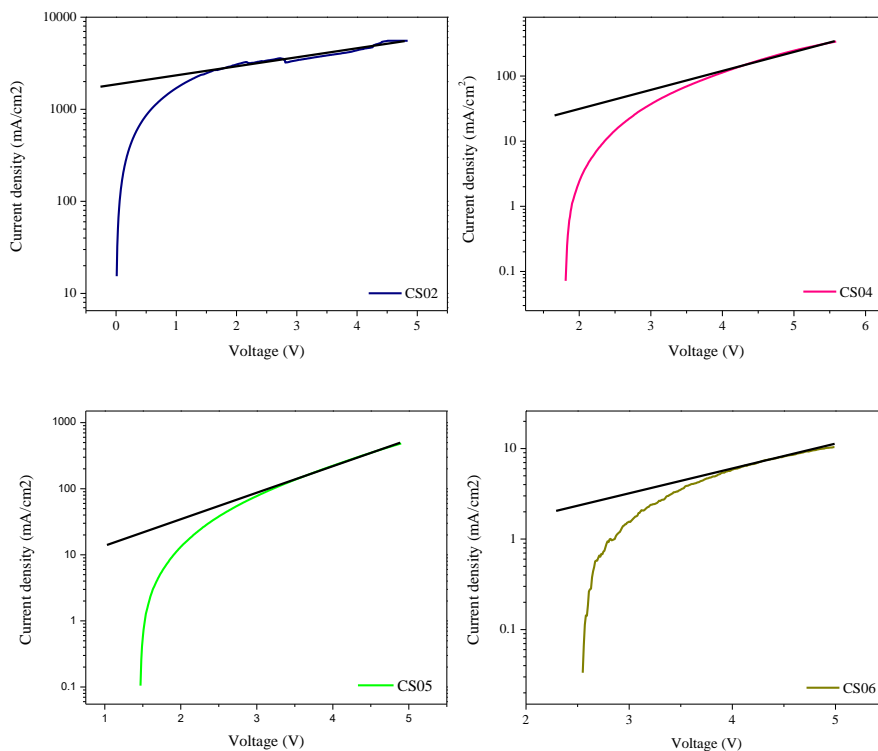 10000
1000
100
10
Current density (mA/cm2)
0 1 2 3 4 5
Voltage (V)
CS02
100
10
1
0.1
Current density (mA/cm²)
2 3 4 5 6
Voltage (V)
CS04
1000
100
10
1
0.1
Current density (mA/cm2)
1 2 3 4 5
Voltage (V)
CS05
10
1
0.1
Current density (mA/cm2)
2 3 4 5
Voltage (V)
CS06